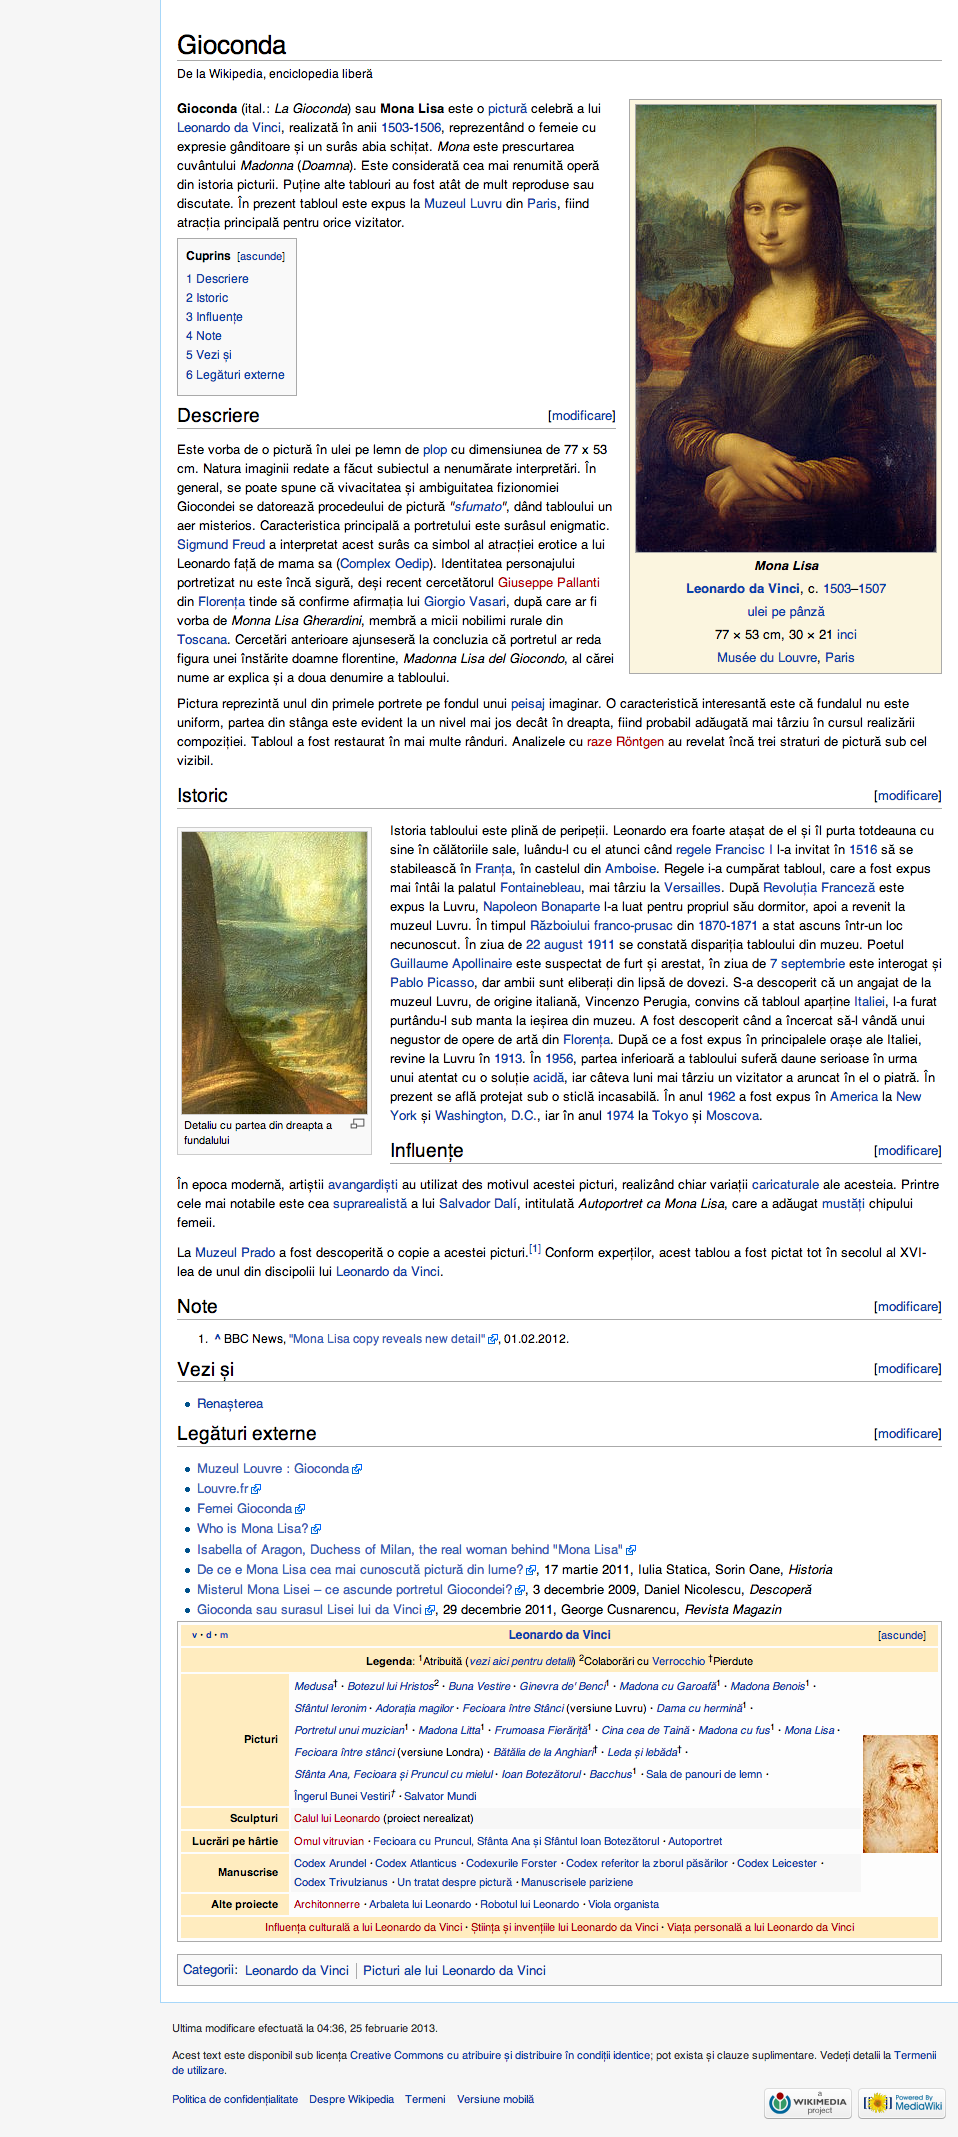 Gioconda
De la Wikipedia, enciclopedia liberă
Gioconda (ital.: La Gioconda) sau Mona Lisa este o pictură celebră a lui
Leonardo da Vinci, realizată în anii 1503-1506, reprezentând o femeie cu
expresie gânditoare și un surâs abia schițat. Mona este prescurtarea
cuvântului Madonna (Doamna). Este considerată cea mai renumită operă
din istoria picturii. Puține alte tablouri au fost atât de mult reproduse sau
discutate. În prezent tabloul este expus la Muzeul Luvru din Paris, fiind
atracția principală pentru orice vizitator.
Cuprins [ascunde]
1 Descriere
2 Istoric
3 Influențe
4 Note
5 Vezi și
6 Legături externe
Mona Lisa
Leonardo da Vinci, c. 1503–1507
ulei pe pânză
77 × 53 cm, 30 × 21 inci
Musée du Louvre, Paris
Descriere [modificare]
Este vorba de o pictură în ulei pe lemn de plop cu dimensiunea de 77 x 53
cm. Natura imaginii redate a făcut subiectul a nenumărate interpretări. În
general, se poate spune că vivacitatea și ambiguitatea fizionomiei
Giocondei se datorează procedeului de pictură "sfumato", dând tabloului un
aer misterios. Caracteristica principală a portretului este surâsul enigmatic.
Sigmund Freud a interpretat acest surâs ca simbol al atracției erotice a lui
Leonardo față de mama sa (Complex Oedip). Identitatea personajului
portretizat nu este încă sigură, deși recent cercetătorul Giuseppe Pallanti
din Florența tinde să confirme afirmația lui Giorgio Vasari, după care ar fi
vorba de Monna Lisa Gherardini, membră a micii nobilimi rurale din
Toscana. Cercetări anterioare ajunseseră la concluzia că portretul ar reda
figura unei înstărite doamne florentine, Madonna Lisa del Giocondo, al cărei
nume ar explica și a doua denumire a tabloului.
Pictura reprezintă unul din primele portrete pe fondul unui peisaj imaginar. O caracteristică interesantă este că fundalul nu este
uniform, partea din stânga este evident la un nivel mai jos decât în dreapta, fiind probabil adăugată mai târziu în cursul realizării
compoziției. Tabloul a fost restaurat în mai multe rânduri. Analizele cu raze Röntgen au revelat încă trei straturi de pictură sub cel
vizibil.
Istoric [modificare]
Detaliu cu partea din dreapta a
fundalului
Istoria tabloului este plină de peripeții. Leonardo era foarte atașat de el și îl purta totdeauna cu
sine în călătoriile sale, luându-l cu el atunci când regele Francisc I l-a invitat în 1516 să se
stabilească în Franța, în castelul din Amboise. Regele i-a cumpărat tabloul, care a fost expus
mai întâi la palatul Fontainebleau, mai târziu la Versailles. După Revoluția Franceză este
expus la Luvru, Napoleon Bonaparte l-a luat pentru propriul său dormitor, apoi a revenit la
muzeul Luvru. În timpul Războiului franco-prusac din 1870-1871 a stat ascuns într-un loc
necunoscut. În ziua de 22 august 1911 se constată dispariția tabloului din muzeu. Poetul
Guillaume Apollinaire este suspectat de furt și arestat, în ziua de 7 septembrie este interogat și
Pablo Picasso, dar ambii sunt eliberați din lipsă de dovezi. S-a descoperit că un angajat de la
muzeul Luvru, de origine italiană, Vincenzo Perugia, convins că tabloul aparține Italiei, l-a furat
purtându-l sub manta la ieșirea din muzeu. A fost descoperit când a încercat să-l vândă unui
negustor de opere de artă din Florența. După ce a fost expus în principalele orașe ale Italiei,
revine la Luvru în 1913. În 1956, partea inferioară a tabloului suferă daune serioase în urma
unui atentat cu o soluție acidă, iar câteva luni mai târziu un vizitator a aruncat în el o piatră. În
prezent se află protejat sub o sticlă incasabilă. În anul 1962 a fost expus în America la New
York și Washington, D.C., iar în anul 1974 la Tokyo și Moscova.
Influențe [modificare]
În epoca modernă, artiștii avangardiști au utilizat des motivul acestei picturi, realizând chiar variații caricaturale ale acesteia. Printre
cele mai notabile este cea suprarealistă a lui Salvador Dalí, intitulată Autoportret ca Mona Lisa, care a adăugat mustăți chipului
femeii.
La Muzeul Prado a fost descoperită o copie a acestei picturi.[1] Conform experților, acest tablou a fost pictat tot în secolul al XVI-
lea de unul din discipolii lui Leonardo da Vinci.
Note [modificare]
1. ^ BBC News, "Mona Lisa copy reveals new detail", 01.02.2012.
Vezi și [modificare]
• Renașterea
Legături externe [modificare]
• Muzeul Louvre : Gioconda
• Louvre.fr
• Femei Gioconda
• Who is Mona Lisa?
• Isabella of Aragon, Duchess of Milan, the real woman behind "Mona Lisa"
• De ce e Mona Lisa cea mai cunoscută pictură din lume?, 17 martie 2011, Iulia Statica, Sorin Oane, Historia
• Misterul Mona Lisei – ce ascunde portretul Giocondei?, 3 decembrie 2009, Daniel Nicolescu, Descoperă
• Gioconda sau surasul Lisei lui da Vinci, 29 decembrie 2011, George Cusnarencu, Revista Magazin
v · d · m Leonardo da Vinci [ascunde]
Legenda: 1Atribuită (vezi aici pentru detalii) 2Colaborări cu Verrocchio †Pierdute
Picturi
Medusa† · Botezul lui Hristos2 · Buna Vestire · Ginevra de' Benci1 · Madona cu Garoafă1 · Madona Benois1 ·
Sfântul Ieronim · Adorația magilor · Fecioara între Stânci (versiune Luvru) · Dama cu hermină1 ·
Portretul unui muzician1 · Madona Litta1 · Frumoasa Fierăriță1 · Cina cea de Taină · Madona cu fus1 · Mona Lisa ·
Fecioara între stânci (versiune Londra) · Bătălia de la Anghiari† · Leda și lebăda† ·
Sfânta Ana, Fecioara și Pruncul cu mielul · Ioan Botezătorul · Bacchus1 · Sala de panouri de lemn ·
Îngerul Bunei Vestiri† · Salvator Mundi
Sculpturi Calul lui Leonardo (proiect nerealizat)
Lucrări pe hârtie Omul vitruvian · Fecioara cu Pruncul, Sfânta Ana și Sfântul Ioan Botezătorul · Autoportret
Manuscrise
Codex Arundel · Codex Atlanticus · Codexurile Forster · Codex referitor la zborul păsărilor · Codex Leicester ·
Codex Trivulzianus · Un tratat despre pictură · Manuscrisele pariziene
Alte proiecte Architonnerre · Arbaleta lui Leonardo · Robotul lui Leonardo · Viola organista
Influența culturală a lui Leonardo da Vinci · Știința și invențiile lui Leonardo da Vinci · Viața personală a lui Leonardo da Vinci
Categorii: Leonardo da Vinci | Picturi ale lui Leonardo da Vinci
Ultima modificare efectuată la 04:36, 25 februarie 2013.
Acest text este disponibil sub licența Creative Commons cu atribuire și distribuire în condiții identice; pot exista și clauze suplimentare. Vedeți detalii la Termenii
de utilizare.
Politica de confidențialitate Despre Wikipedia Termeni Versiune mobilă
a
WIKIMEDIA
project
Powered By
MediaWiki